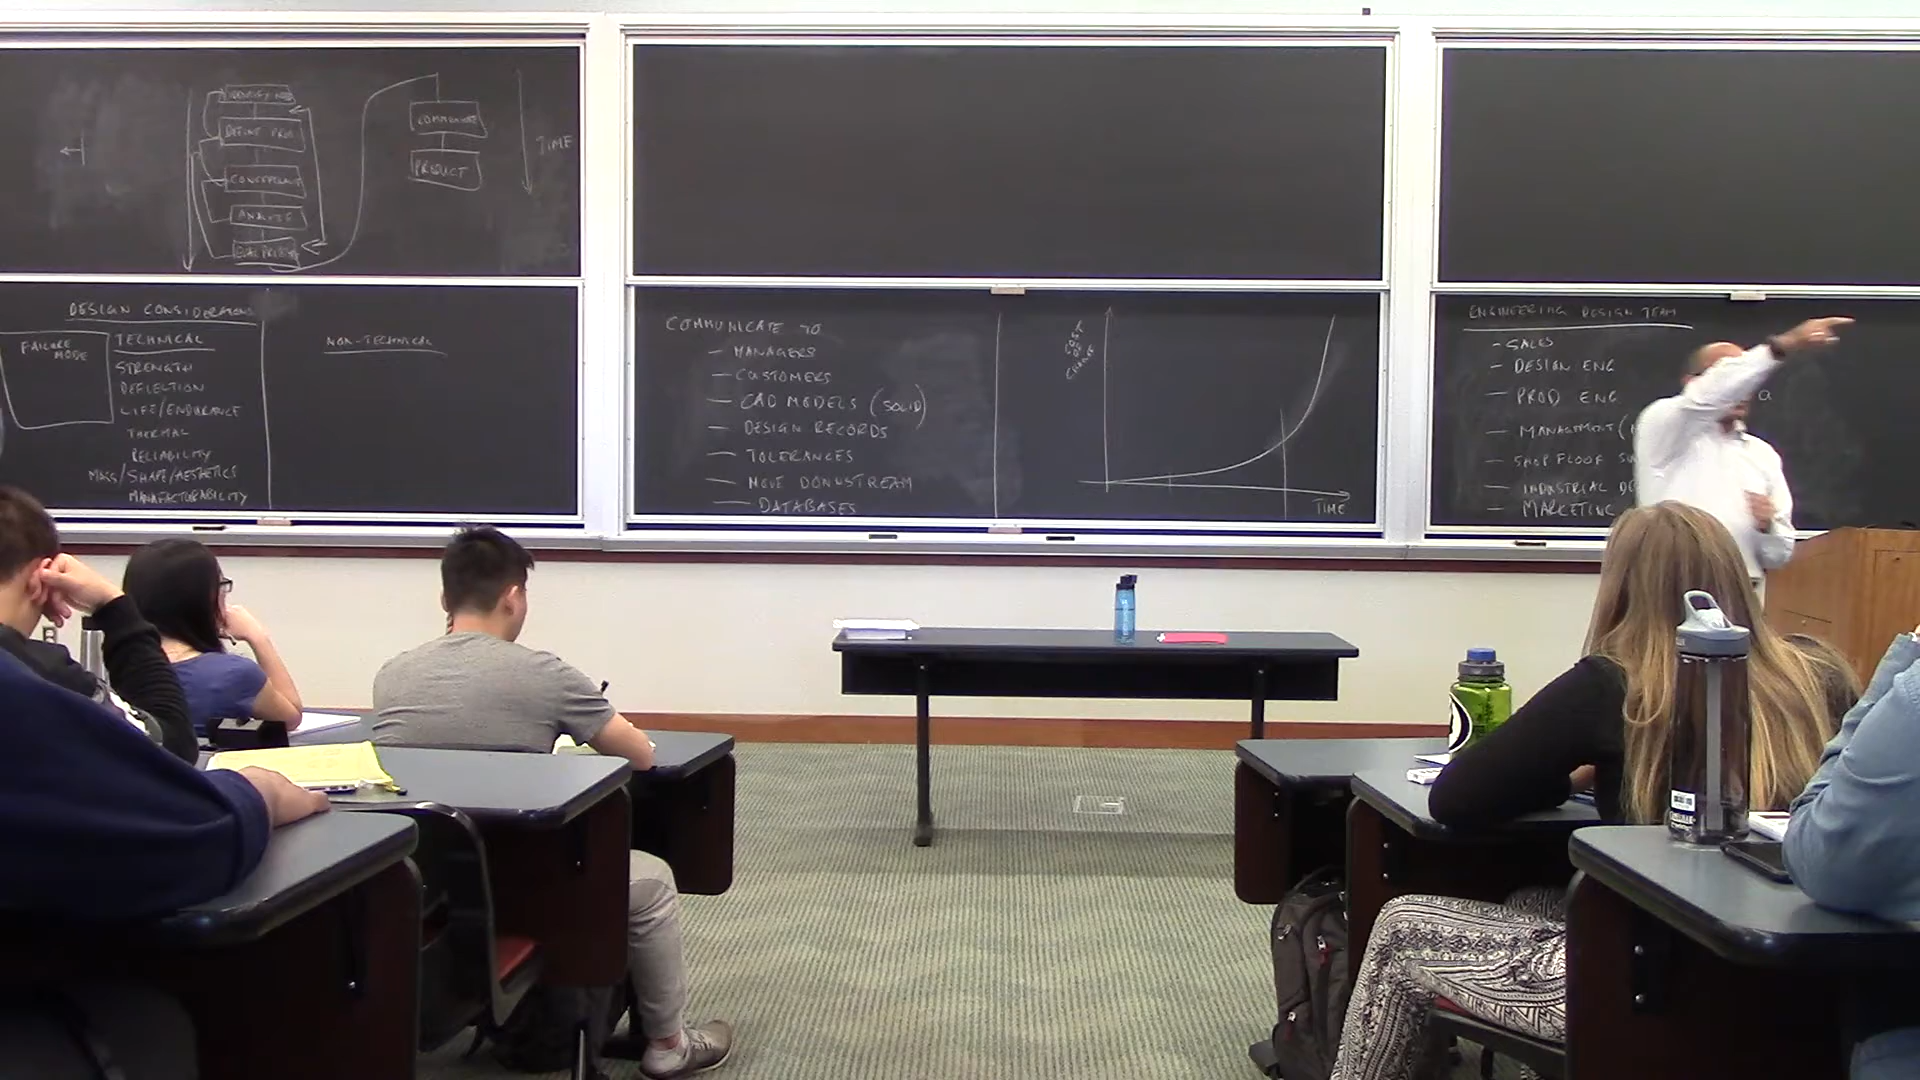 IDENTIFY NEED
DEFINE PROB
CONCEPTUALIZE
ANALYZE
COMMUNICATE
PRODUCT
TIME
DESIGN CONSIDERATIONS
FAILURE
MODE
TECHNICAL
STRENGTH
DEFLECTION
LIFE/ENDURANCE
THERMAL
RELIABILITY
MASS/SHAPE/AESTHETICS
MANUFACTURABILITY
NON-TECHNICAL
COMMUNICATE TO
— MANAGERS
— CUSTOMERS
— CAD MODELS (SOLID)
— DESIGN RECORDS
— TOLERANCES
— MOVE DOWNSTREAM
— DATABASES
CHANGE
TIME
ENGINEERING DESIGN TEAM
- SALES
- DESIGN ENG
- PROD ENG
- MANAGEMENT (
- SHOP FLOOR
- INDUSTRIAL
- MARKETING